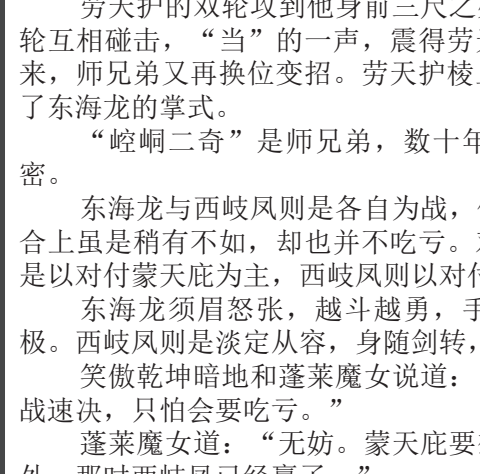 劳天护的双轮攻到他身前三尺之
轮互相碰击，“当”的一声，震得劳
来，师兄弟又再换位变招。劳天护棱
了东海龙的掌式。
“崆峒二奇”是师兄弟，数十年
密。
东海龙与西岐凤则是各自为战，
合上虽是稍有不如，却也并不吃亏。
是以对付蒙天庇为主，西岐凤则以对付
东海龙须眉怒张，越斗越勇，手
极。西岐凤则是淡定从容，身随剑转，
笑傲乾坤暗地和蓬莱魔女说道：
战速决，只怕会要吃亏。”
蓬莱魔女道：“无妨。蒙天庇要
外，那时西岐凤已经赢了。”